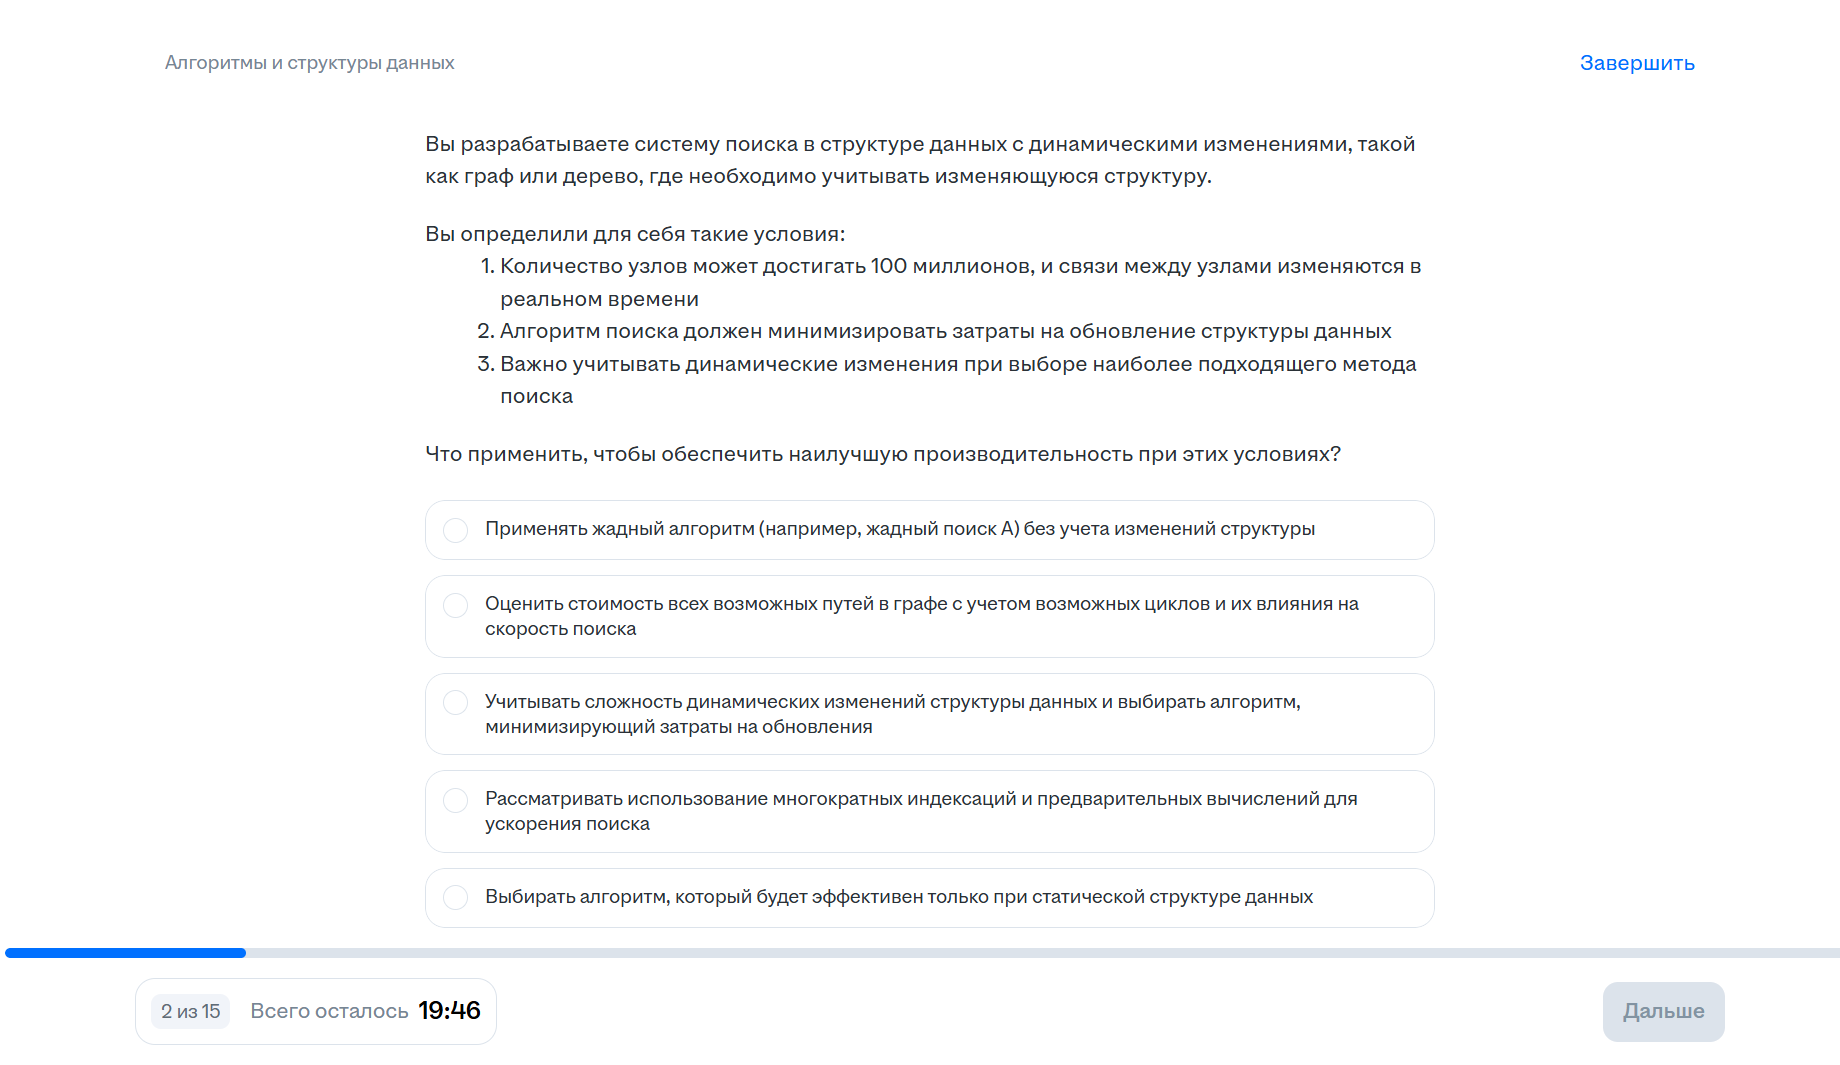 Алгоритмы и структуры данных
Завершить
Вы разрабатываете систему поиска в структуре данных с динамическими изменениями, такой
как граф или дерево, где необходимо учитывать изменяющуюся структуру.
Вы определили для себя такие условия:
1. Количество узлов может достигать 100 миллионов, и связи между узлами изменяются в
реальном времени
2. Алгоритм поиска должен минимизировать затраты на обновление структуры данных
3. Важно учитывать динамические изменения при выборе наиболее подходящего метода
поиска
Что применить, чтобы обеспечить наилучшую производительность при этих условиях?
Применять жадный алгоритм (например, жадный поиск А) без учета изменений структуры
Оценить стоимость всех возможных путей в графе с учетом возможных циклов и их влияния на
скорость поиска
Учитывать сложность динамических изменений структуры данных и выбирать алгоритм,
минимизирующий затраты на обновления
Рассматривать использование многократных индексаций и предварительных вычислений для
ускорения поиска
Выбирать алгоритм, который будет эффективен только при статической структуре данных
2 из 15
Всего осталось 19:46
Дальше